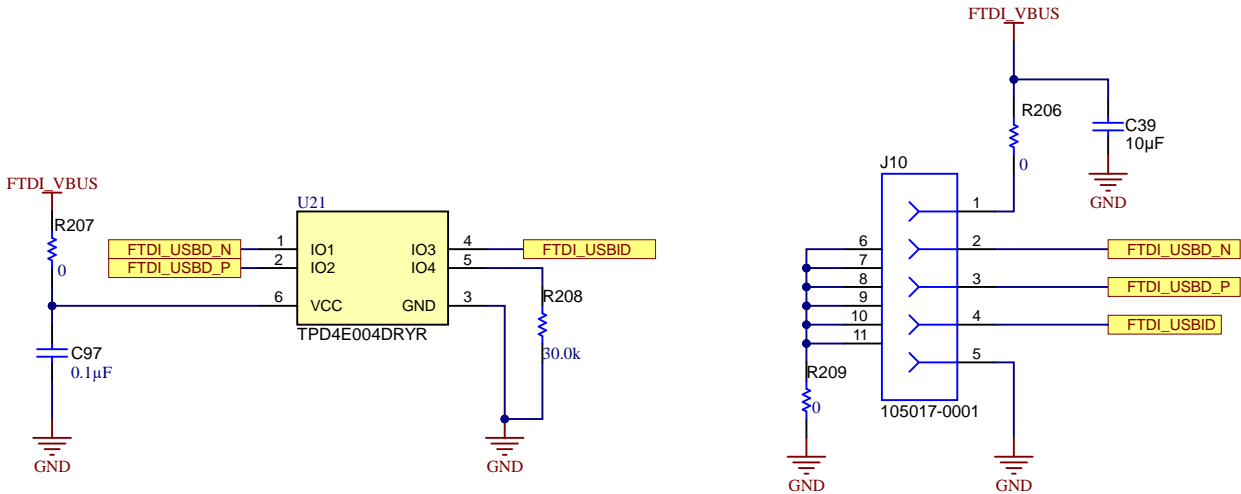 FTDI_VBUS
R207
0
C97
0.1µF
GND
FTDI_USBD_N
FTDI_USBD_P
U21
1 IO1 IO3 4
2 IO2 IO4 5
6 VCC GND 3
TPD4E004DRYR
FTDI_USBID
R208
30.0k
GND
FTDI_VBUS
R206
0
C39
10µF
GND
J10
1
6 2
7
8 3
9
10 4
11
5
105017-0001
FTDI_USBD_N
FTDI_USBD_P
FTDI_USBID
R209
0
GND
GND